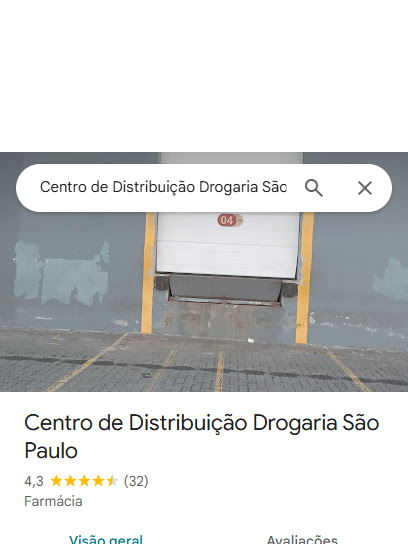 Centro de Distribuição Drogaria São
04
Centro de Distribuição Drogaria São
Paulo
4,3 (32)
Farmácia
Visão geral Avaliações